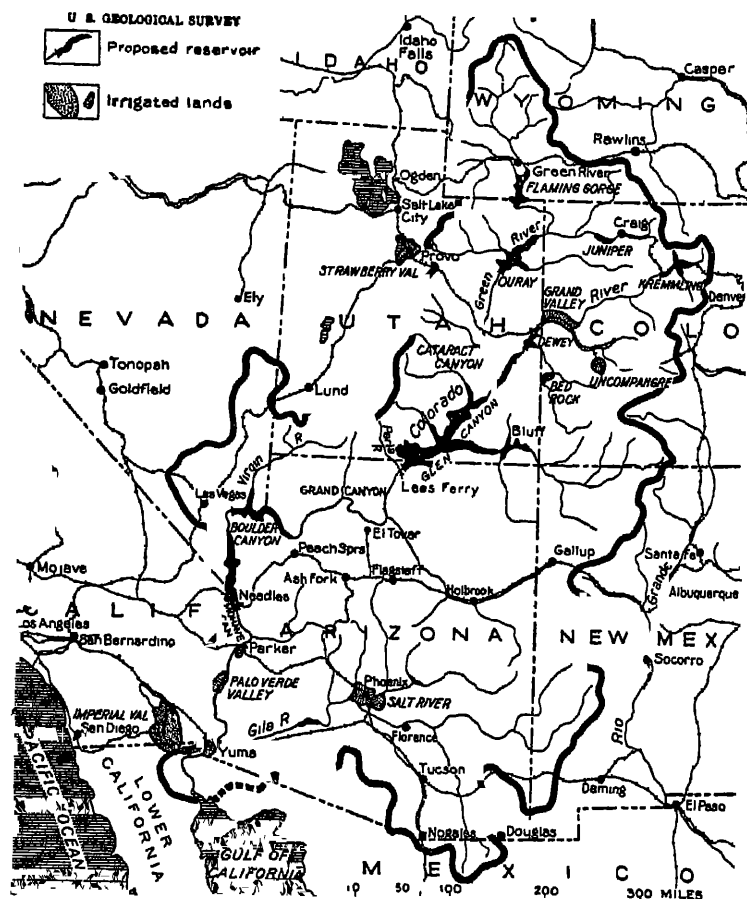 U. S. GEOLOGICAL SURVEY
Proposed reservoir
Irrigated lands
Idaho Falls
IDAHO
WYOMING
Casper
Rawlins
Green River
FLAMING GORGE
Ogden
Salt Lake City
Provo
STRAWBERRY VAL
Green River
OURAY
Craig
JUNIPER
KREMMLING
Denver
GRAND VALLEY
River
Ely
NEVADA
UTAH
COLO
DEWEY
CATARACT CANYON
UNCOMPANGRE
BED ROCK
Tonopah
Goldfield
Lund
Colorado
CANYON
GLEN
Bluff
Virgin R
Lees Ferry
Las Vegas
GRAND CANYON
BOULDER CANYON
El Tovar
Peach Sprs
Ash Fork
Flagstaff
Holbrook
Gallup
Santa Fe
Albuquerque
Grande
Mojave
Needles
CALIF
ARIZONA
NEW MEX
Los Angeles
San Bernardino
Parker
Socorro
PALO VERDE VALLEY
Phoenix
SALT RIVER
IMPERIAL VAL
San Diego
Gila R
Florence
Rio
Yuma
Tucson
Deming
El Paso
PACIFIC OCEAN
LOWER CALIFORNIA
GULF OF CALIFORNIA
Nogales
Douglas
MEXICO
10 50 100 200 300 MILES